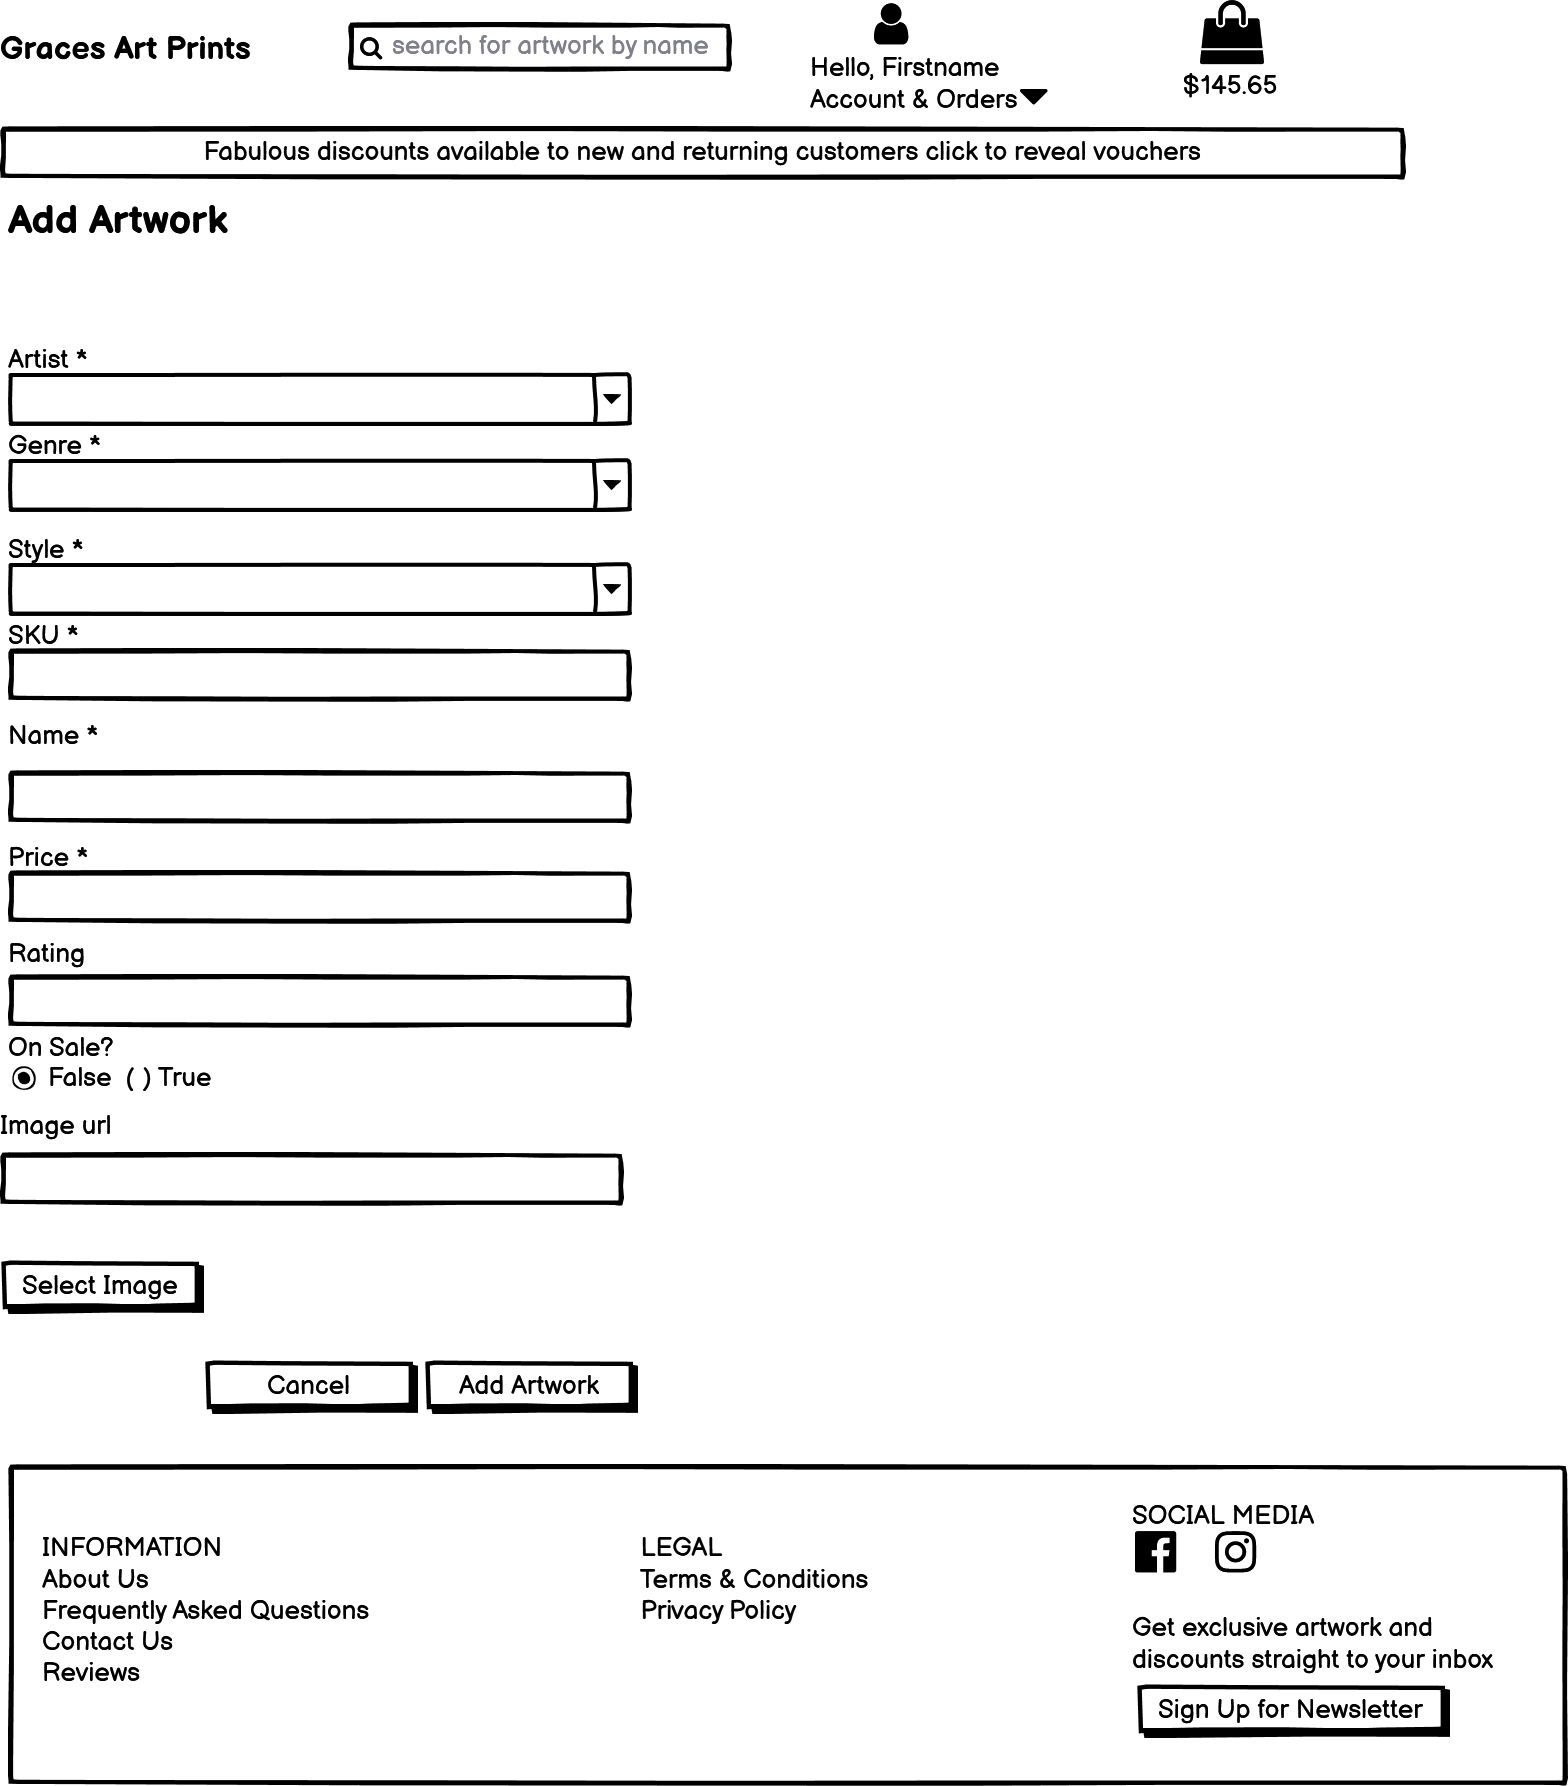 Graces Art Prints
search for artwork by name
Hello, Firstname
Account & Orders
$145.65
Fabulous discounts available to new and returning customers click to reveal vouchers
Add Artwork
Artist *
Genre *
Style *
SKU *
Name *
Price *
Rating
On Sale?
False ( ) True
Image url
Select Image
Cancel
Add Artwork
INFORMATION
About Us
Frequently Asked Questions
Contact Us
Reviews
LEGAL
Terms & Conditions
Privacy Policy
SOCIAL MEDIA
Get exclusive artwork and
discounts straight to your inbox
Sign Up for Newsletter